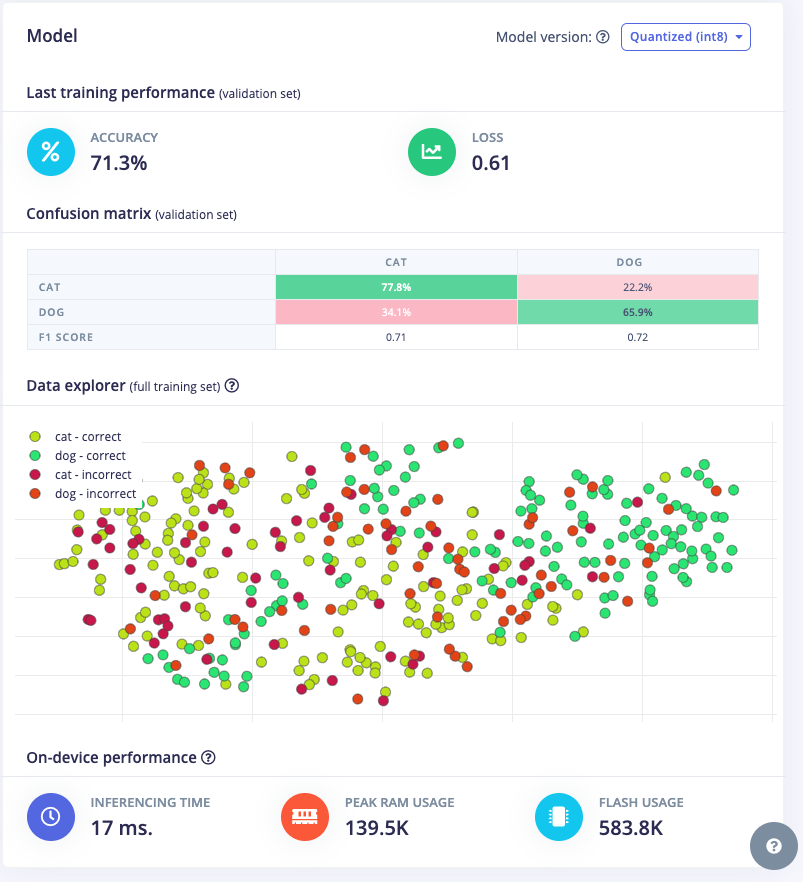 Model
Model version: ? Quantized (int8)
Last training performance (validation set)
%
ACCURACY
71.3%
LOSS
0.61
Confusion matrix (validation set)
CAT DOG
CAT 77.8% 22.2%
DOG 34.1% 65.9%
F1 SCORE 0.71 0.72
Data explorer (full training set) ?
cat - correct
dog - correct
cat - incorrect
dog - incorrect
On-device performance ?
INFERENCING TIME
17 ms.
PEAK RAM USAGE
139.5K
FLASH USAGE
583.8K
?